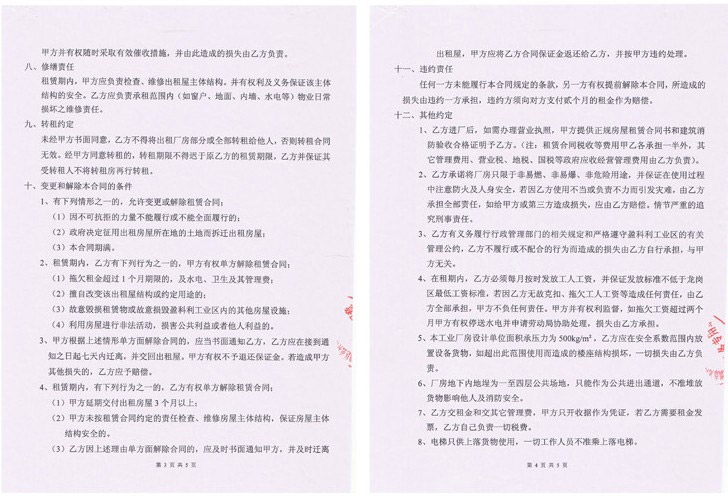 甲方并有权随时采取有效催收措施，并由此造成的损失由乙方负责。
八、修缮责任
租赁期内，甲方应负责检查、维修出租屋主体结构。并有权利及义务保证该主体
结构的安全。乙方应负责承租范围内（如窗户、地面、内墙、水电等）物业日常
损坏之维修责任。
九、转租约定
未经甲方书面同意，乙方不得将出租厂房部分或全部转租给他人，否则转租合同
无效。经甲方同意转租的，转租期限不得迟于原乙方的租赁期限，乙方并保证其
受转租人不将转租房再行转租。
十、变更和解除本合同的条件
1、有下列情形之一的，允许变更或解除租赁合同；
（1）因不可抗拒的力量不能履行或不能全面履行的；
（2）政府决定征用出租房屋所在地的土地而拆迁出租房屋；
（3）本合同期满。
2、租赁期内，乙方有下列行为之一的，甲方有权单方解除租赁合同；
（1）拖欠租金超过 1 个月期限的，及水电、卫生及其管理费；
（2）擅自改变该出租屋结构或约定用途的；
（3）故意毁损租赁物或故意损毁盈科利工业区内的其他房屋设施；
（4）利用房屋进行非法活动，损害公共利益或者他人利益的。
3、甲方根据上述情形单方面解除合同的，应当书面通知乙方，乙方应在接到通
知之日起七天内迁离，并交回出租屋。甲方有权不予退还保证金。若造成甲方
其他损失的，乙方应予赔偿。
4、租赁期内，有下列行为之一的，乙方有权单方解除租赁合同；
（1）甲方延期交付出租房屋 3 个月以上；
（2）甲方未按租赁合同约定的责任检查、维修房屋主体结构，保证房屋主体
结构安全的。
（3）乙方因上述理由单方面解除合同的，应及时书面通知甲方，并及时迁离
第 3 页 共 5 页
出租屋，甲方应将乙方合同保证金返还给乙方，并按甲方违约处理。
十一、违约责任
任何一方未能履行本合同规定的条款，另一方有权提前解除本合同，所造成的
损失由违约一方承担，违约方须向对方支付贰个月的租金作为赔偿。
十二、其他约定
1、乙方进厂后，如需办理营业执照，甲方提供正规房屋租赁合同书和建筑消
防验收合格证明予乙方。（注；租赁合同税收等费用甲乙各承担一半外，其
它管理费用、营业税、地税、国税等政府应收经营管理费用由乙方负责）。
2、乙方承诺将厂房只限于非易燃、非易爆、非危险用途，并保证在使用过程
中注意防火及人身安全，若因乙方使用不当或负责不力而引发灾难，由乙方
承担全部责任，如给甲方或第三方造成损失，应由乙方赔偿。情节严重的追
究刑事责任。
3、乙方有义务履行行政管理部门的相关规定和严格遵守盈科利工业区的有关
管理公约，乙方不履行或不配合的行为而造成的损失由乙方自行承担，与甲
方无关。
4、在租期内，乙方必须每月按时发放工人工资，并保证发放标准不低于龙岗
区最低工资标准，若因乙方无故克扣、拖欠工人工资等造成任何责任，由乙
方全部承担，甲方不负任何责任。甲方并有权利监督，如拖欠工资超过两个
月甲方有权停送水电并申请劳动局协助处理，损失由乙方承担。
5、本工业厂房设计单位面积承压力为 500kg/m²，乙方应在安全系数范围内放
置设备货物，如超出此范围使用而造成的楼座结构损坏，一切损失由乙方负
责。
6、厂房地下内地埕为一至四层公共场地，只能作为公共进出通道，不准堆放
货物影响他人及消防安全。
7、乙方交租金和交其它管理费，甲方只开收据作为凭证，若乙方需要租金发
票，乙方自己负责一切税费。
8、电梯只供上落货物使用，一切工作人员不准乘上落电梯。
第 4 页 共 5 页